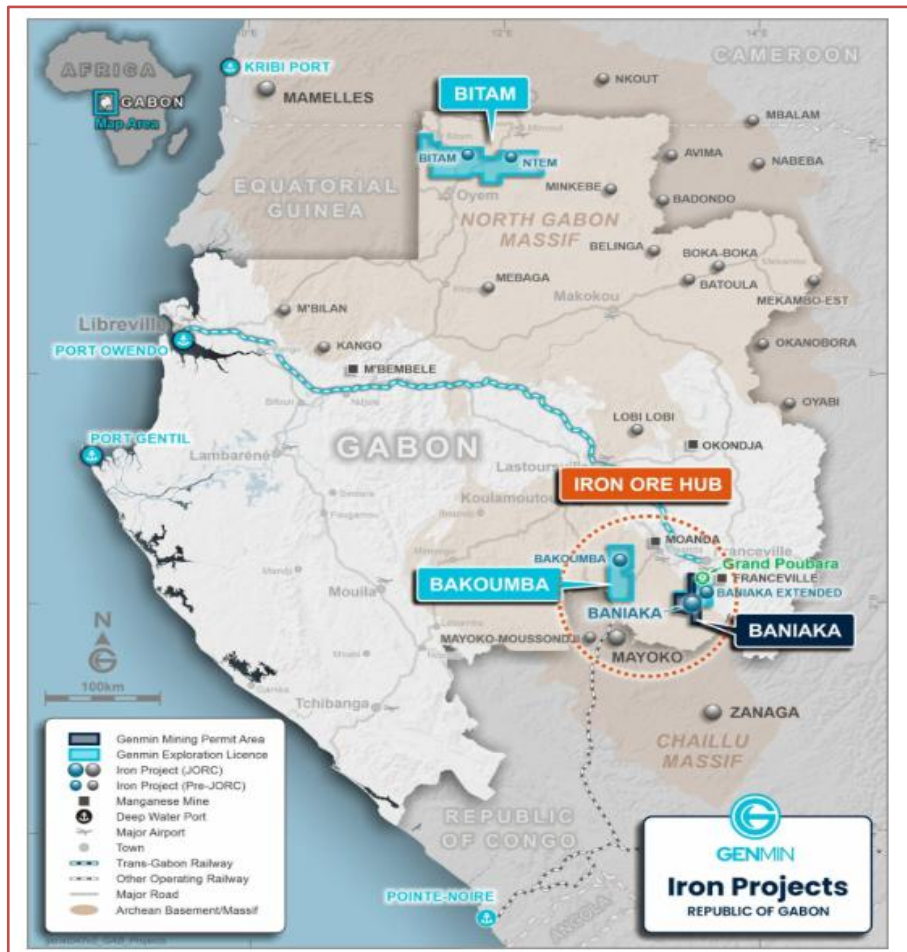 AFRICA
GABON
Map Area
KRIBI PORT
MAMELLES
CAMEROON
NKOUT
BITAM
MBALAM
BITAM
NTEM
AVIMA
NABEBA
EQUATORIAL
GUINEA
Oyem
MINKEBE
BADONDO
NORTH GABON
MASSIF
BELINGA
BOKA-BOKA
MEBAGA
BATOULA
MEKAMBO-EST
M'BILAN
Makokou
Libreville
PORT OWENDO
KANGO
OKANOBORA
M'BEMBELE
OYABI
LOBI LOBI
PORT GENTIL
GABON
OKONDJA
Lambaréné
Lastoursville
IRON ORE HUB
Koulamoutou
MOANDA
Franceville
BAKOUMBA
Grand Poubara
FRANCEVILLE
BAKOUMBA
BANIAKA EXTENDED
Mouila
BANIAKA
BANIAKA
MAYOKO-MOUSSONDJI
MAYOKO
N
100km
Tchibanga
ZANAGA
CHAILLU
MASSIF
Genmin Mining Permit Area
Genmin Exploration Licence
Iron Project (JORC)
Iron Project (Pre-JORC)
Manganese Mine
Deep Water Port
Major Airport
Town
Trans-Gabon Railway
Other Operating Railway
Major Road
Archean Basement/Massif
REPUBLIC
OF CONGO
POINTE-NOIRE
ANGOLA
GENMIN
Iron Projects
REPUBLIC OF GABON
10°E
12°E